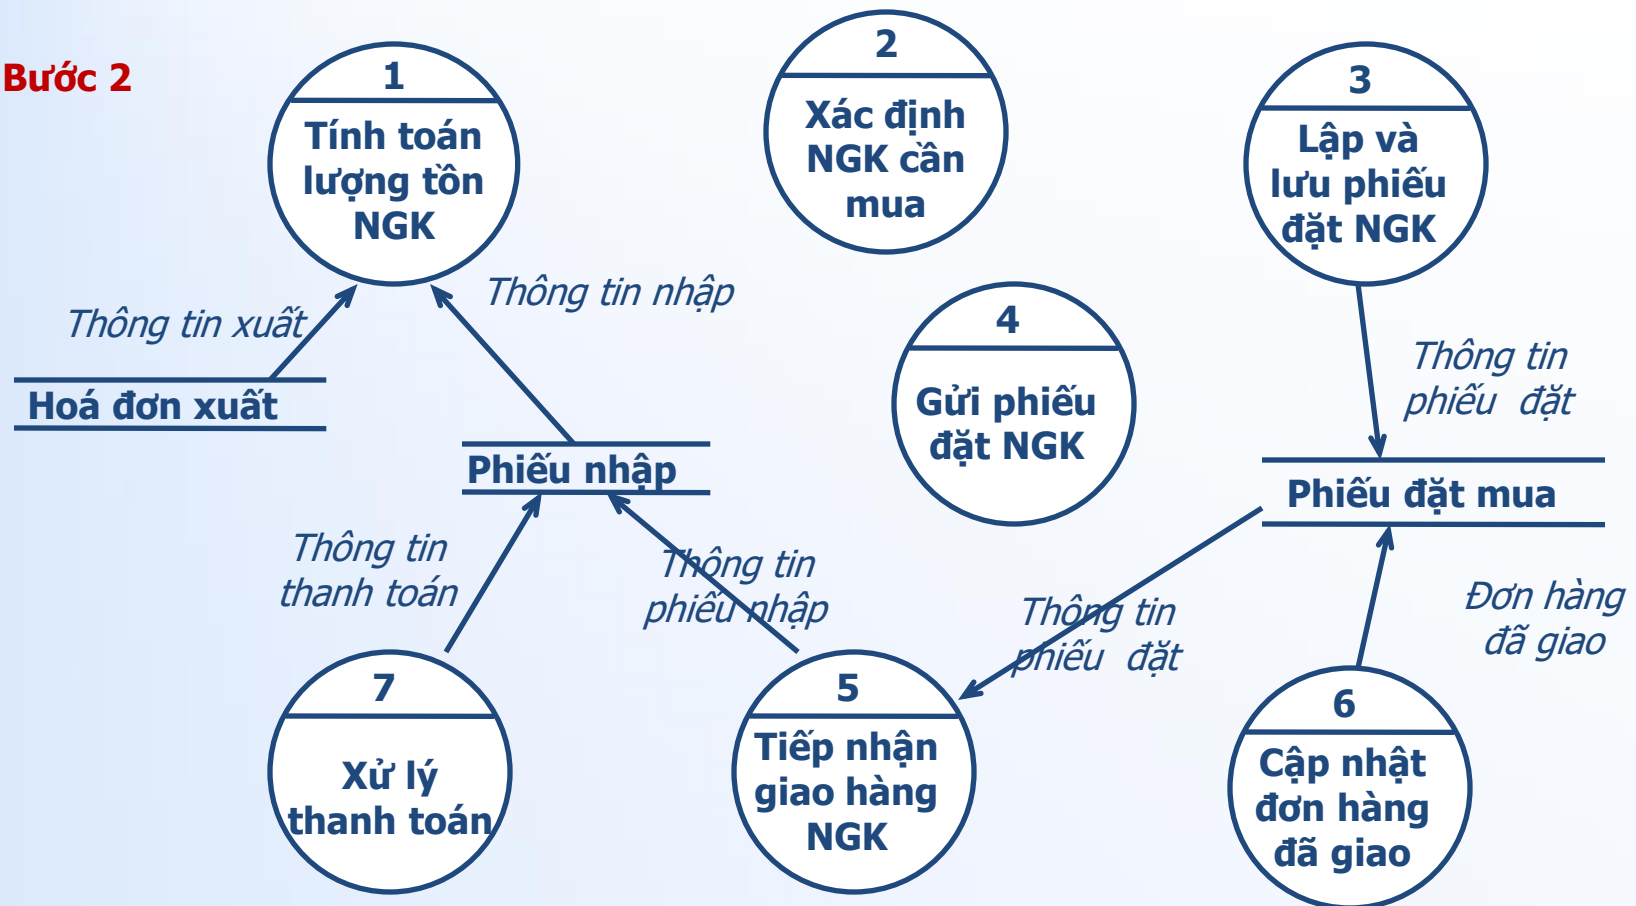 Bước 2
1
Tính toán
lượng tồn
NGK
2
Xác định
NGK cần
mua
3
Lập và
lưu phiếu
đặt NGK
Thông tin xuất
Thông tin nhập
4
Gửi phiếu
đặt NGK
Thông tin
phiếu đặt
Hoá đơn xuất
Phiếu nhập
Phiếu đặt mua
Thông tin
thanh toán
Thông tin
phiếu nhập
Thông tin
phiếu đặt
Đơn hàng
đã giao
7
Xử lý
thanh toán
5
Tiếp nhận
giao hàng
NGK
6
Cập nhật
đơn hàng
đã giao